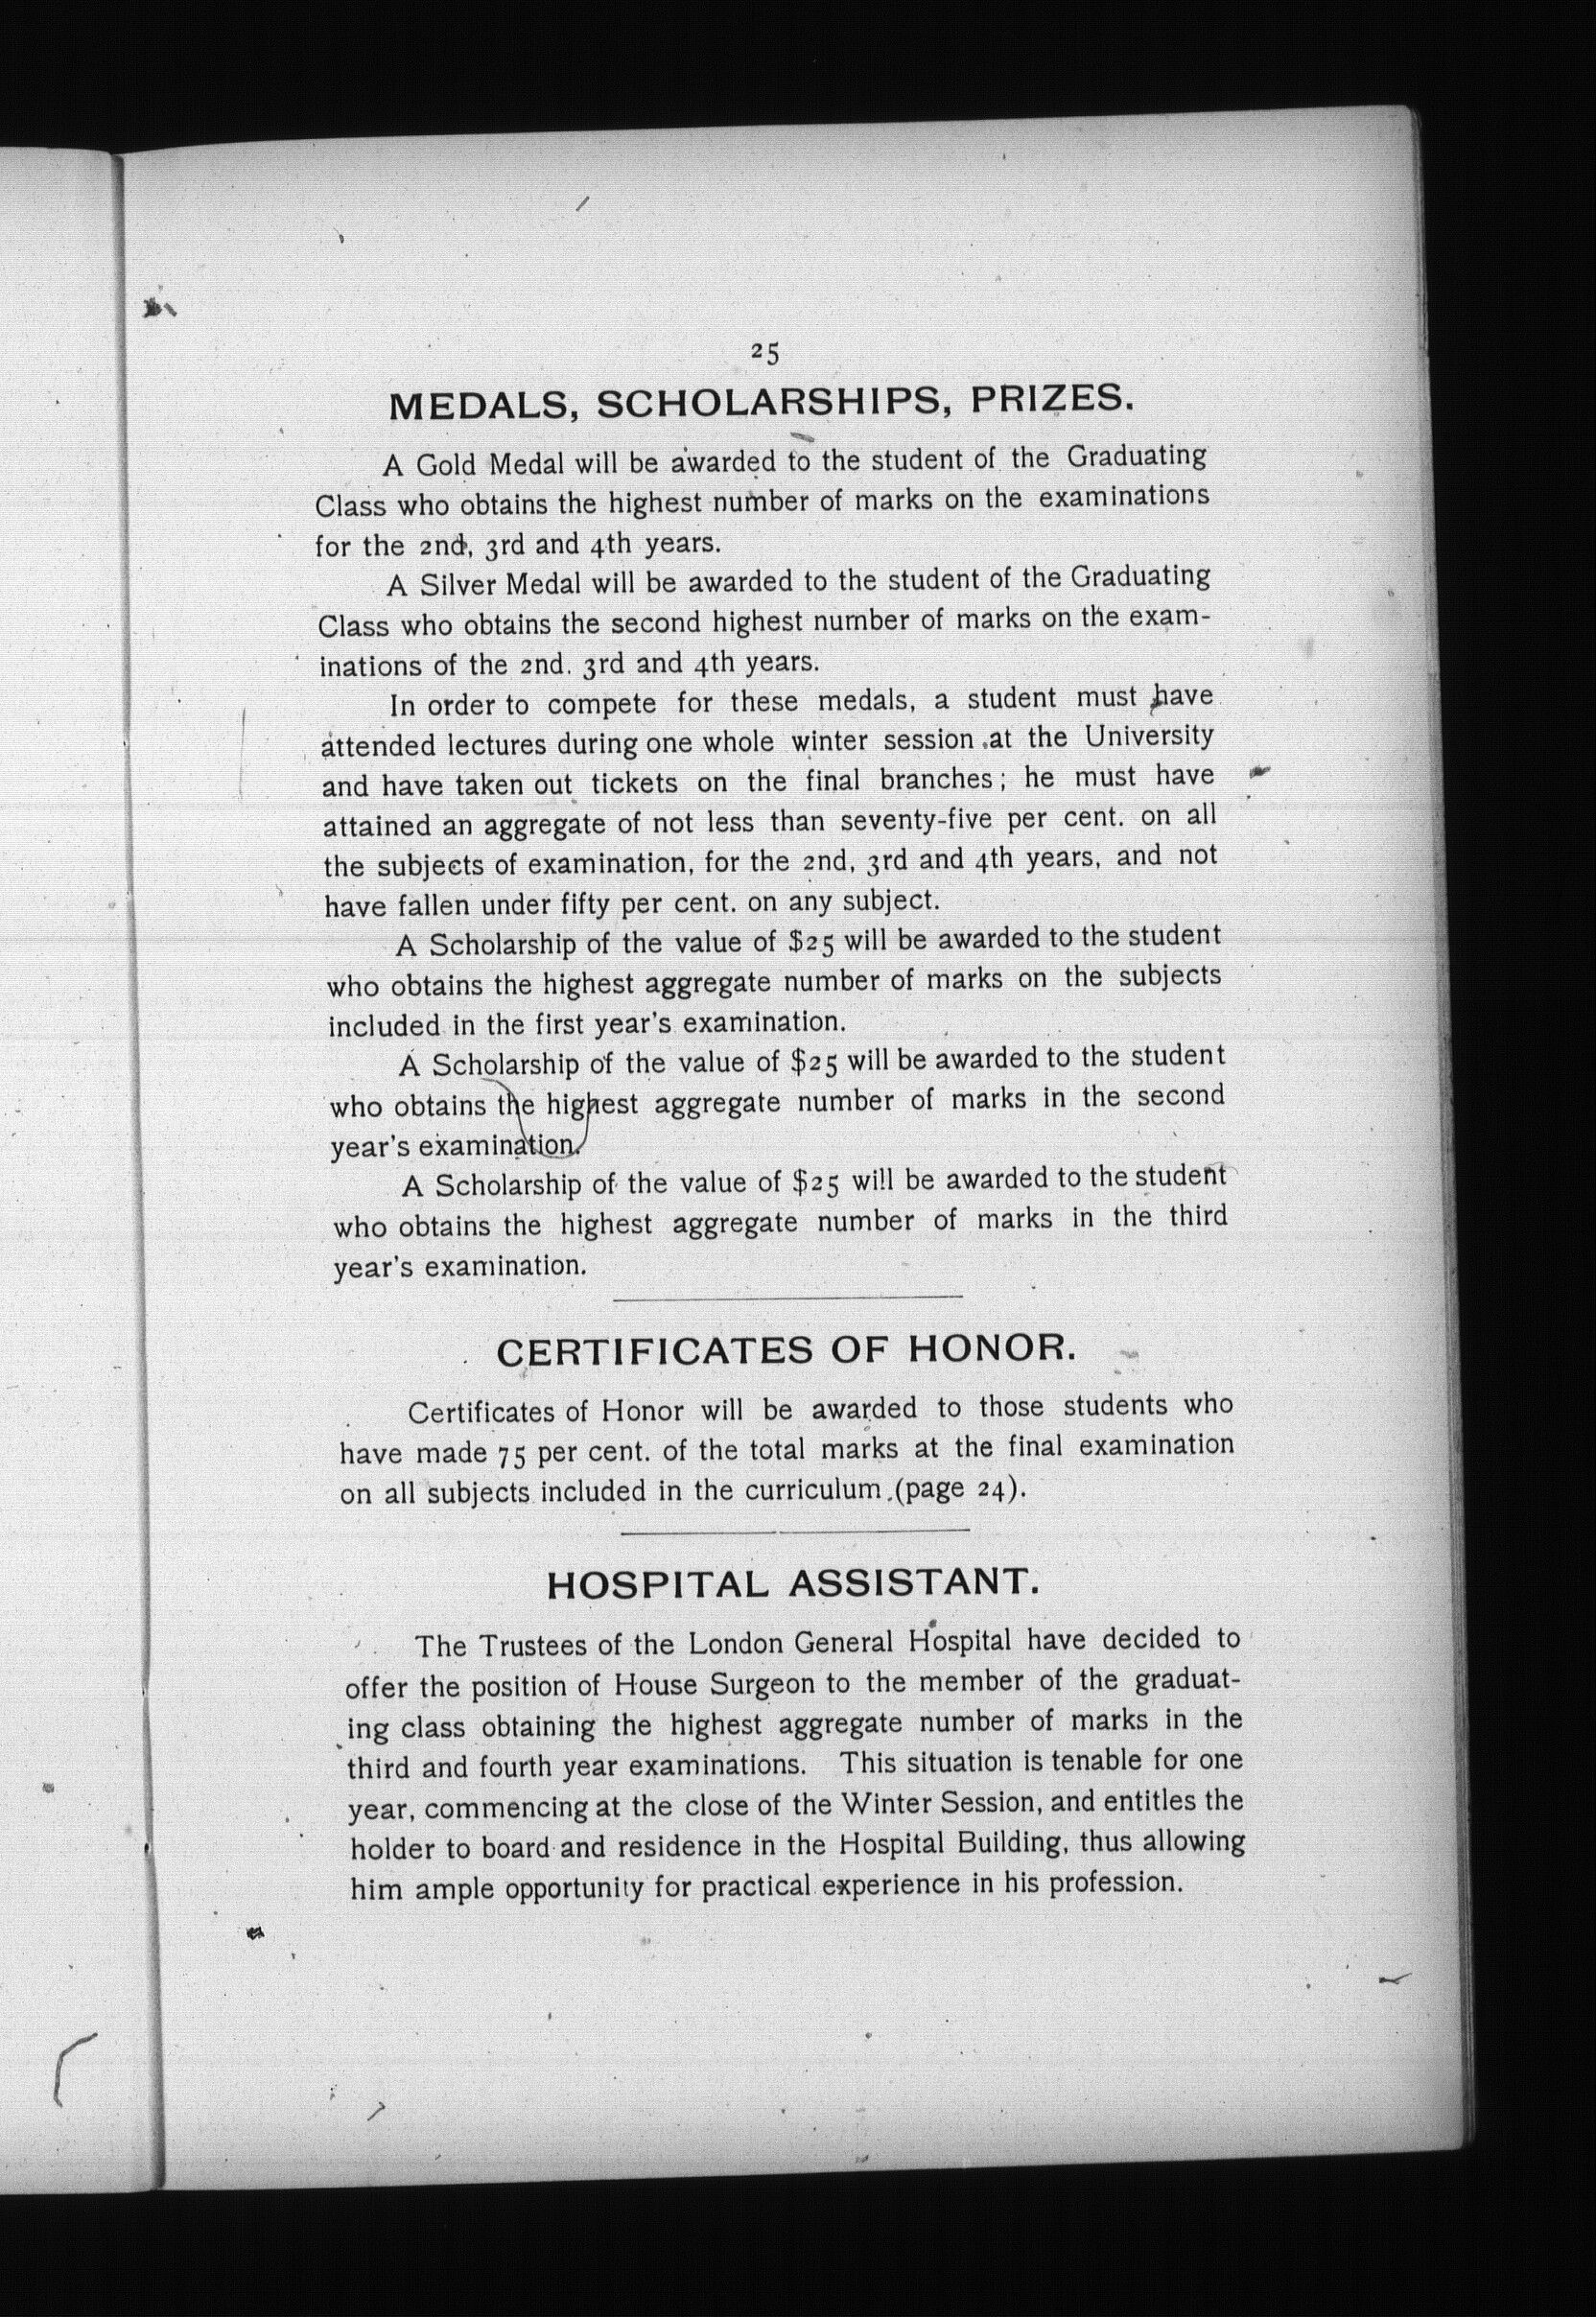 25
MEDALS, SCHOLARSHIPS, PRIZES.
A Gold Medal will be awarded to the student of the Graduating
Class who obtains the highest number of marks on the examinations
for the 2nd, 3rd and 4th years.
A Silver Medal will be awarded to the student of the Graduating
Class who obtains the second highest number of marks on the exam-
inations of the 2nd. 3rd and 4th years.
In order to compete for these medals, a student must have
attended lectures during one whole winter session at the University
and have taken out tickets on the final branches; he must have
attained an aggregate of not less than seventy-five per cent. on all
the subjects of examination, for the 2nd, 3rd and 4th years, and not
have fallen under fifty per cent. on any subject.
A Scholarship of the value of $25 will be awarded to the student
who obtains the highest aggregate number of marks on the subjects
included in the first year's examination.
A Scholarship of the value of $25 will be awarded to the student
who obtains the highest aggregate number of marks in the second
year's examination.
A Scholarship of the value of $25 will be awarded to the student
who obtains the highest aggregate number of marks in the third
year's examination.
CERTIFICATES OF HONOR.
Certificates of Honor will be awarded to those students who
have made 75 per cent. of the total marks at the final examination
on all subjects included in the curriculum (page 24).
HOSPITAL ASSISTANT.
The Trustees of the London General Hospital have decided to
offer the position of House Surgeon to the member of the graduat-
ing class obtaining the highest aggregate number of marks in the
third and fourth year examinations. This situation is tenable for one
year, commencing at the close of the Winter Session, and entitles the
holder to board and residence in the Hospital Building, thus allowing
him ample opportunity for practical experience in his profession.